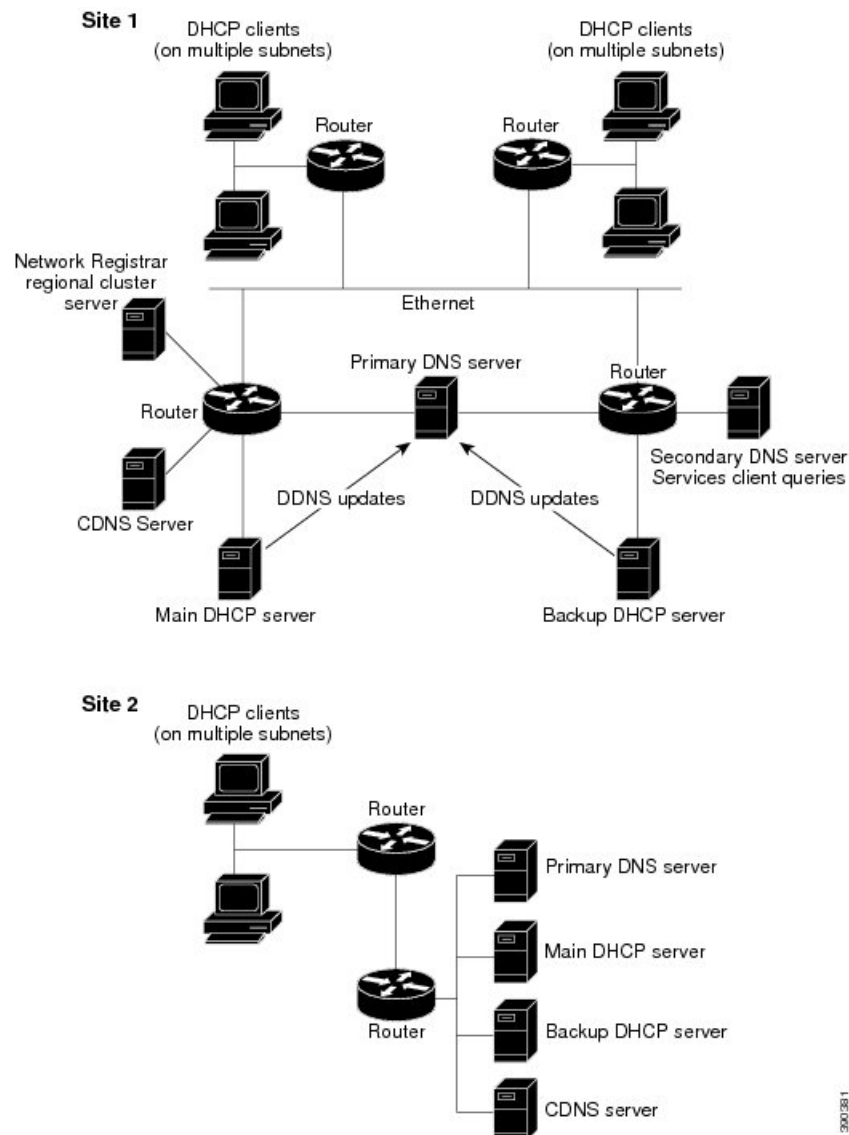 Site 1
DHCP clients
(on multiple subnets)
DHCP clients
(on multiple subnets)
Router
Router
Network Registrar
regional cluster
server
Ethernet
Primary DNS server
Router
Router
Secondary DNS server
Services client queries
CDNS Server
DDNS updates
DDNS updates
Main DHCP server
Backup DHCP server
Site 2
DHCP clients
(on multiple subnets)
Router
Primary DNS server
Main DHCP server
Router
Backup DHCP server
CDNS server
390381